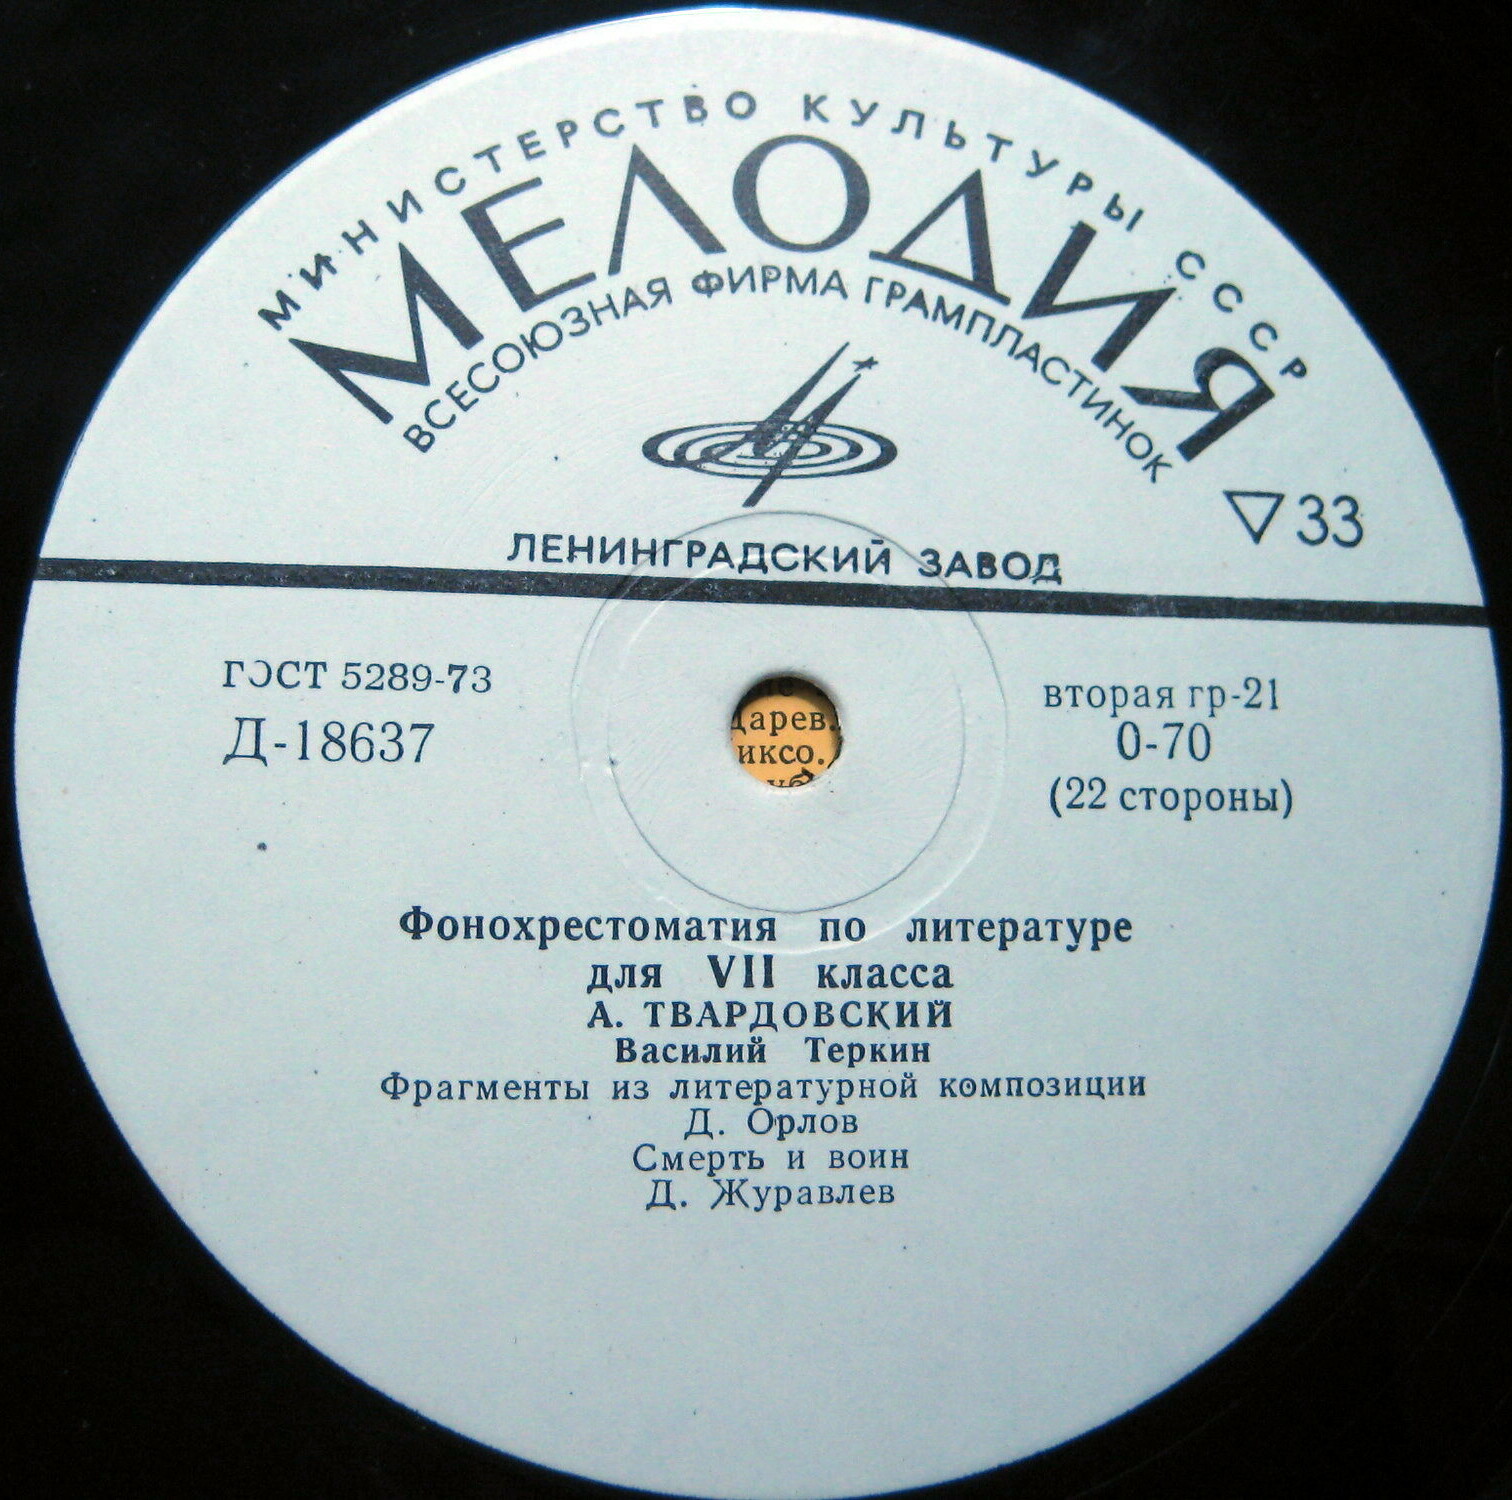 МИНИСТЕРСТВО КУЛЬТУРЫ СССР
МЕЛОДИЯ
ВСЕСОЮЗНАЯ ФИРМА ГРАМПЛАСТИНОК
33
ЛЕНИНГРАДСКИЙ ЗАВОД
ГОСТ 5289-73
Д-18637
вторая гр-21
0-70
(22 стороны)
Фонохрестоматия по литературе
для VII класса
А. ТВАРДОВСКИЙ
Василий Теркин
Фрагменты из литературной композиции
Д. Орлов
Смерть и воин
Д. Журавлев